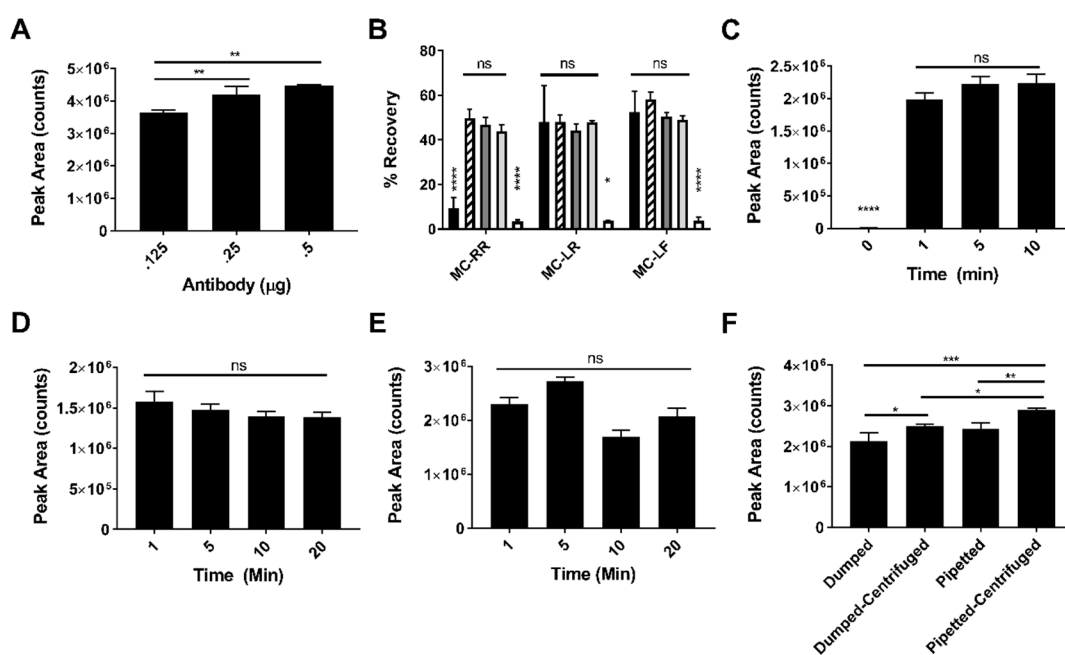 A
Peak Area (counts)
5×10⁶
4×10⁶
3×10⁶
2×10⁶
1×10⁶
0
**
**
.125
.25
.5
Antibody (µg)
B
% Recovery
80
60
40
20
0
ns
ns
ns
****
****
*
****
MC-RR
MC-LR
MC-LF
C
Peak Area (counts)
2.5×10⁶
2×10⁶
1.5×10⁶
1×10⁶
5×10⁵
0
ns
****
0
1
5
10
Time (min)
D
Peak Area (counts)
2×10⁶
1.5×10⁶
1×10⁶
5×10⁵
0
ns
1
5
10
20
Time (Min)
E
Peak Area (counts)
3×10⁶
2×10⁶
1×10⁶
0
ns
1
5
10
20
Time (Min)
F
Peak Area (counts)
4×10⁶
3×10⁶
2×10⁶
1×10⁶
0
***
**
*
*
Dumped
Dumped-Centrifuged
Pipetted
Pipetted-Centrifuged